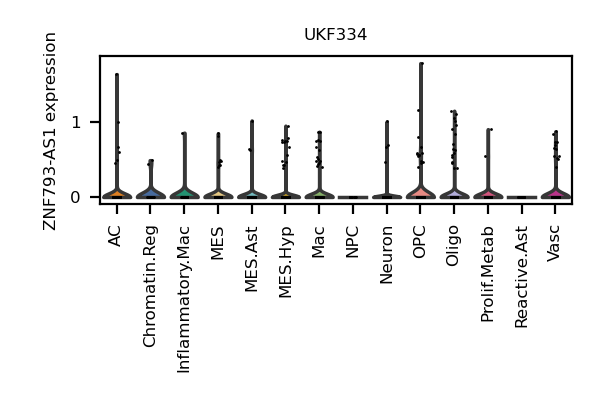 UKF334
ZNF793-AS1 expression
1
0
AC
Chromatin.Reg
Inflammatory.Mac
MES
MES.Ast
MES.Hyp
Mac
NPC
Neuron
OPC
Oligo
Prolif.Metab
Reactive.Ast
Vasc